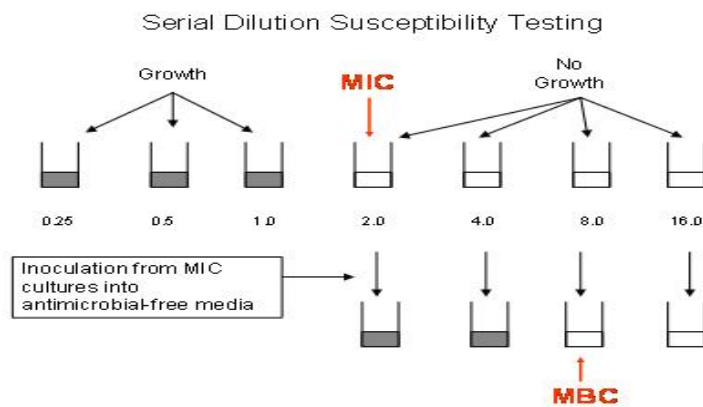 Serial Dilution Susceptibility Testing
Growth
MIC
No
Growth
0.25 0.5 1.0 2.0 4.0 8.0 16.0
Inoculation from MIC
cultures into
antimicrobial-free media
MBC